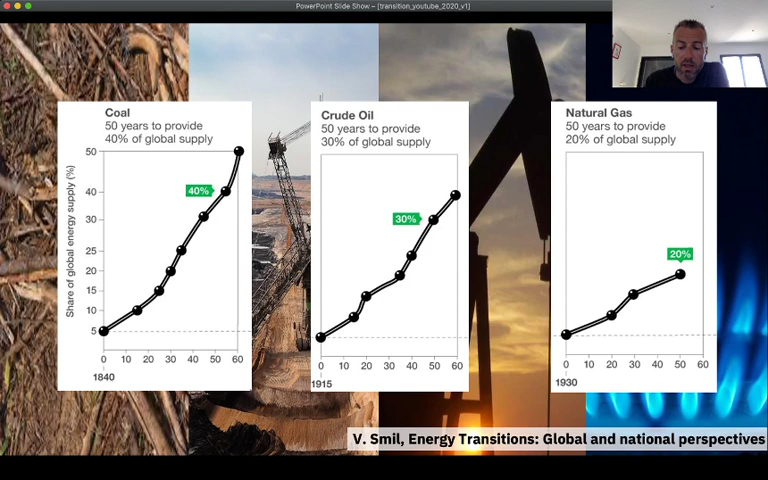 PowerPoint Slide Show – [transition_youtube_2020_v1]
Coal
50 years to provide
40% of global supply
Share of global energy supply (%)
50
40
30
25
20
15
10
5
40%
0 10 20 30 40 50 60
1840
Crude Oil
50 years to provide
30% of global supply
30%
0 10 20 30 40 50 60
1915
Natural Gas
50 years to provide
20% of global supply
20%
0 10 20 30 40 50 60
1930
V. Smil, Energy Transitions: Global and national perspectives